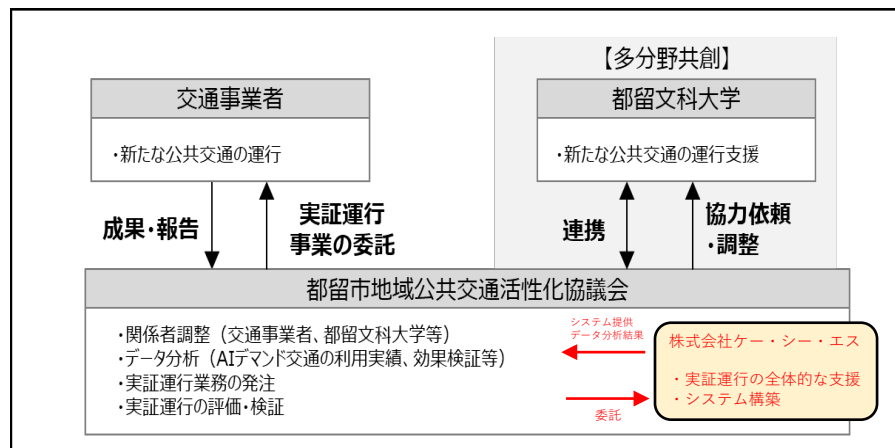 【多分野共創】
交通事業者
・新たな公共交通の運行
都留文科大学
・新たな公共交通の運行支援
成果・報告
実証運行
事業の委託
連携
協力依頼
・調整
都留市地域公共交通活性化協議会
・関係者調整（交通事業者、都留文科大学等）
・データ分析（AIデマンド交通の利用実績、効果検証等）
・実証運行業務の発注
・実証運行の評価・検証
システム提供
データ分析結果
委託
株式会社ケー・シー・エス
・実証運行の全体的な支援
・システム構築